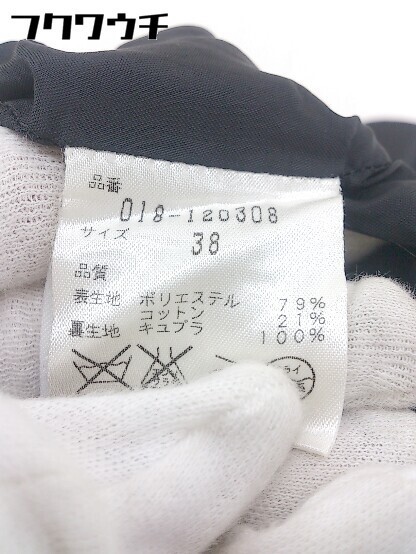 フクワウチ
品番
018-120308
サイズ
38
品質
表生地 ポリエステル 79%
コットン 21%
裏生地 キュプラ 100%